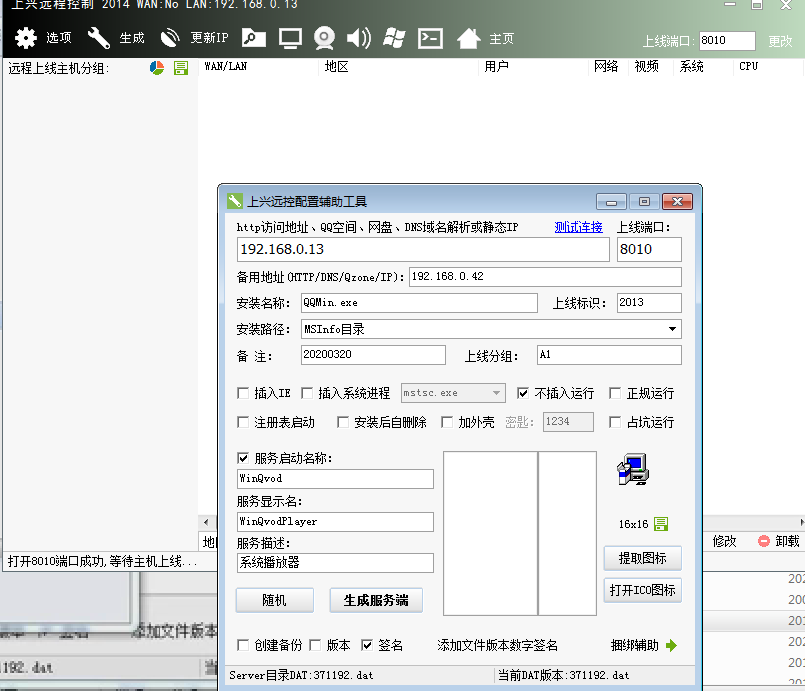 上兴远程控制 2014 WAN:No LAN:192.168.0.13
选项 生成 更新IP 主页 上线端口: 8010 更改
远程上线主机分组: WAN/LAN 地区 用户 网络 视频 系统 CPU
上兴远控配置辅助工具
http访问地址、QQ空间、网盘、DNS域名解析或静态IP 测试连接 上线端口:
192.168.0.13 8010
备用地址(HTTP/DNS/Qzone/IP): 192.168.0.42
安装名称: QQMin.exe 上线标识: 2013
安装路径: MSInfo目录
备 注: 20200320 上线分组: A1
插入IE 插入系统进程 mstsc.exe 不插入运行 正规运行
注册表启动 安装后自删除 加外壳 密匙: 1234 占坑运行
服务启动名称:
WinQvod
服务显示名:
WinQvodPlayer
16x16
服务描述:
系统播放器
修改 卸载
打开8010端口成功,等待主机上线...
提取图标
打开ICO图标
随机 生成服务端
添加文件版本
创建备份 版本 签名 添加文件版本数字签名 捆绑辅助
1192.dat
Server目录DAT:371192.dat 当前DAT版本:371192.dat